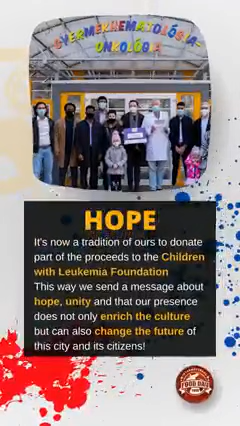 GYERMEKHEMATOLÓGIA-
ONKOLÓGIA
HOPE
It's now a tradition of ours to donate
part of the proceeds to the Children
with Leukemia Foundation
This way we send a message about
hope, unity and that our presence
does not only enrich the culture
but can also change the future of
this city and its citizens!
FOOD DAY